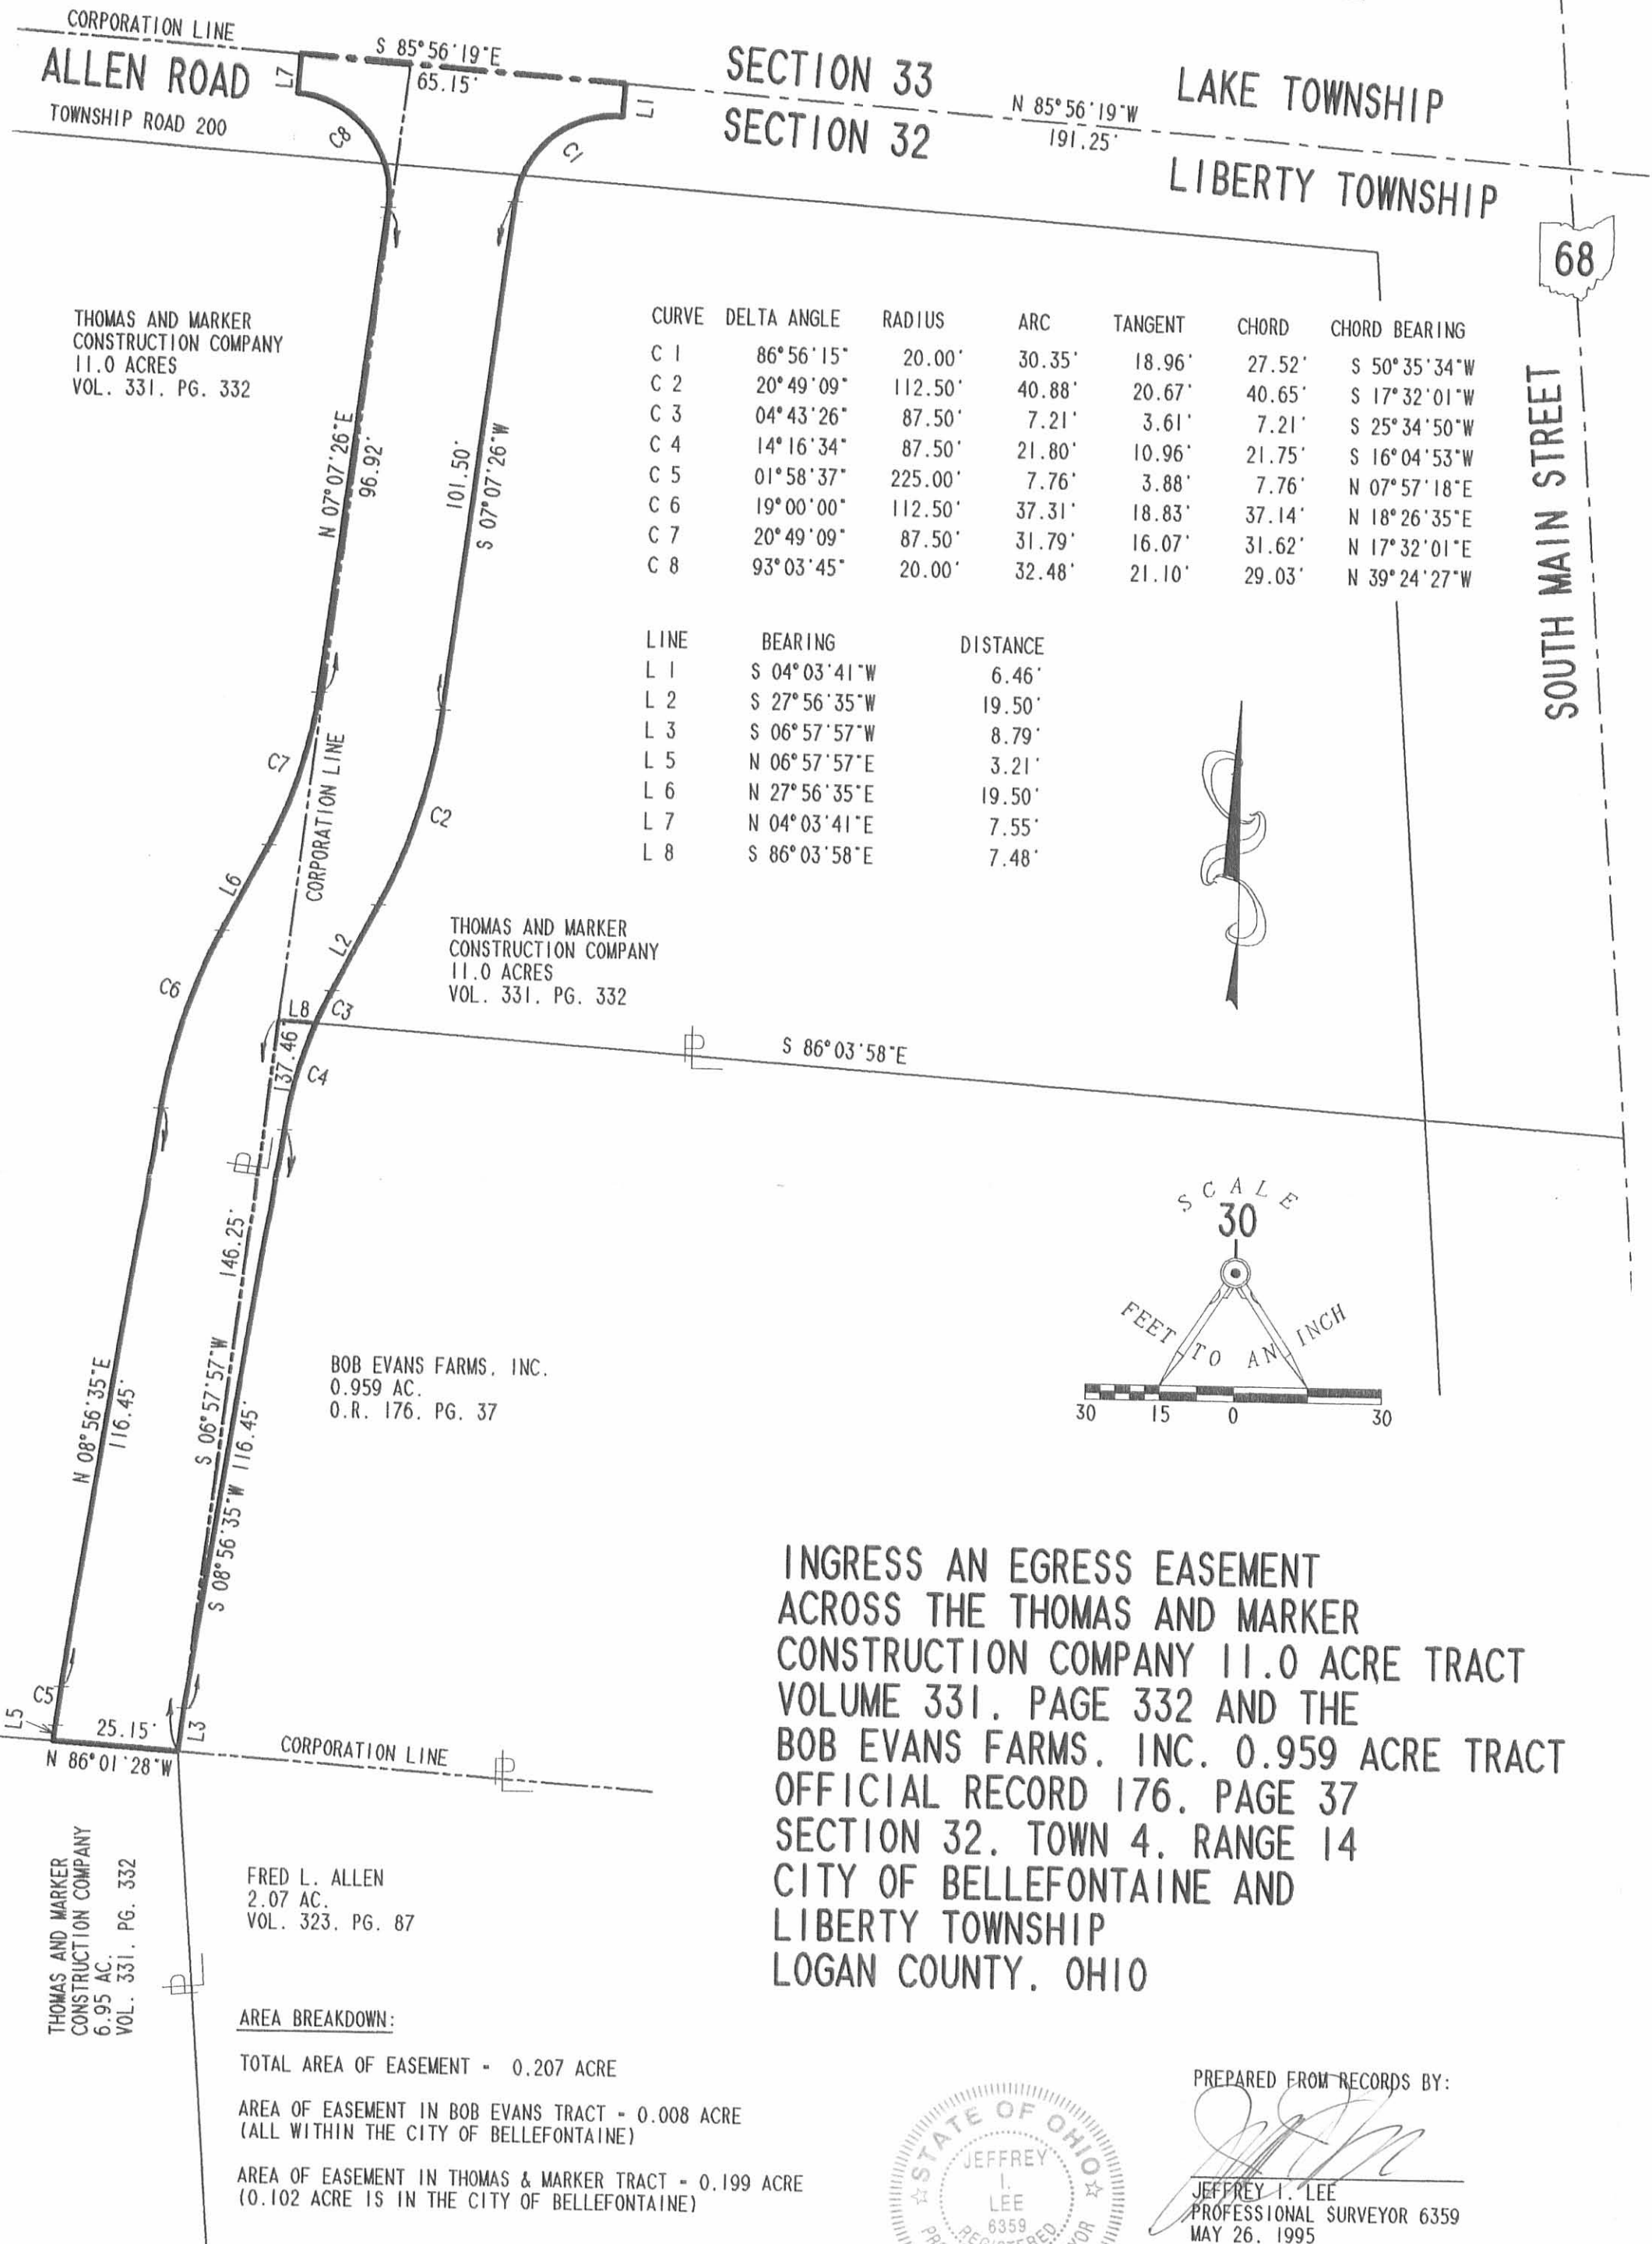 CORPORATION LINE
ALLEN ROAD
TOWNSHIP ROAD 200
L7
S 85°56'19"E
65.15'
L1
C8
C1
SECTION 33
SECTION 32
N 85°56'19"W
191.25'
LAKE TOWNSHIP
LIBERTY TOWNSHIP
68
SOUTH MAIN STREET
THOMAS AND MARKER
CONSTRUCTION COMPANY
11.0 ACRES
VOL. 331, PG. 332
N 07°07'26"E
96.92'
101.50'
S 07°07'26"W
CURVE DELTA ANGLE RADIUS ARC TANGENT CHORD CHORD BEARING
C 1 86°56'15" 20.00' 30.35' 18.96' 27.52' S 50°35'34"W
C 2 20°49'09" 112.50' 40.88' 20.67' 40.65' S 17°32'01"W
C 3 04°43'26" 87.50' 7.21' 3.61' 7.21' S 25°34'50"W
C 4 14°16'34" 87.50' 21.80' 10.96' 21.75' S 16°04'53"W
C 5 01°58'37" 225.00' 7.76' 3.88' 7.76' N 07°57'18"E
C 6 19°00'00" 112.50' 37.31' 18.83' 37.14' N 18°26'35"E
C 7 20°49'09" 87.50' 31.79' 16.07' 31.62' N 17°32'01"E
C 8 93°03'45" 20.00' 32.48' 21.10' 29.03' N 39°24'27"W
LINE BEARING DISTANCE
L 1 S 04°03'41"W 6.46'
L 2 S 27°56'35"W 19.50'
L 3 S 06°57'57"W 8.79'
L 5 N 06°57'57"E 3.21'
L 6 N 27°56'35"E 19.50'
L 7 N 04°03'41"E 7.55'
L 8 S 86°03'58"E 7.48'
C7
CORPORATION LINE
C2
L6
L2
C6
THOMAS AND MARKER
CONSTRUCTION COMPANY
11.0 ACRES
VOL. 331, PG. 332
L8
C3
137.46'
C4
PL
S 86°03'58"E
PL
146.25'
S 06°57'57"W
N 08°56'35"E
116.45'
S 08°56'35"W 116.45'
BOB EVANS FARMS, INC.
0.959 AC.
O.R. 176, PG. 37
SCALE
30
FEET TO AN INCH
30 15 0 30
C5
L5
25.15'
L3
N 86°01'28"W
CORPORATION LINE
PL
INGRESS AN EGRESS EASEMENT
ACROSS THE THOMAS AND MARKER
CONSTRUCTION COMPANY 11.0 ACRE TRACT
VOLUME 331, PAGE 332 AND THE
BOB EVANS FARMS, INC. 0.959 ACRE TRACT
OFFICIAL RECORD 176, PAGE 37
SECTION 32, TOWN 4, RANGE 14
CITY OF BELLEFONTAINE AND
LIBERTY TOWNSHIP
LOGAN COUNTY, OHIO
THOMAS AND MARKER
CONSTRUCTION COMPANY
6.95 AC.
VOL. 331, PG. 332
FRED L. ALLEN
2.07 AC.
VOL. 323, PG. 87
PL
AREA BREAKDOWN:
TOTAL AREA OF EASEMENT = 0.207 ACRE
AREA OF EASEMENT IN BOB EVANS TRACT = 0.008 ACRE
(ALL WITHIN THE CITY OF BELLEFONTAINE)
AREA OF EASEMENT IN THOMAS & MARKER TRACT = 0.199 ACRE
(0.102 ACRE IS IN THE CITY OF BELLEFONTAINE)
STATE OF OHIO
JEFFREY
I.
LEE
6359
REGISTERED
PREPARED FROM RECORDS BY:
JEFFREY I. LEE
PROFESSIONAL SURVEYOR 6359
MAY 26, 1995